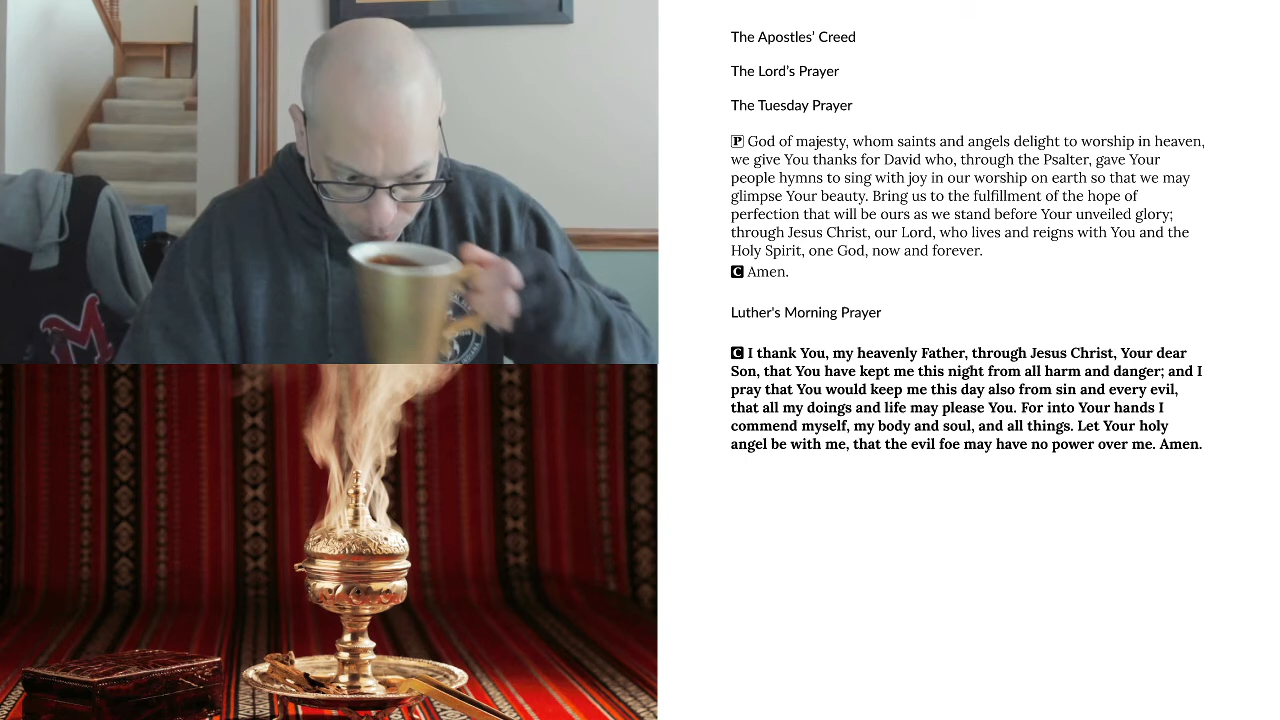 The Apostles’ Creed
The Lord’s Prayer
The Tuesday Prayer
P God of majesty, whom saints and angels delight to worship in heaven,
we give You thanks for David who, through the Psalter, gave Your
people hymns to sing with joy in our worship on earth so that we may
glimpse Your beauty. Bring us to the fulfillment of the hope of
perfection that will be ours as we stand before Your unveiled glory;
through Jesus Christ, our Lord, who lives and reigns with You and the
Holy Spirit, one God, now and forever.
C Amen.
Luther's Morning Prayer
C I thank You, my heavenly Father, through Jesus Christ, Your dear
Son, that You have kept me this night from all harm and danger; and I
pray that You would keep me this day also from sin and every evil,
that all my doings and life may please You. For into Your hands I
commend myself, my body and soul, and all things. Let Your holy
angel be with me, that the evil foe may have no power over me. Amen.
M